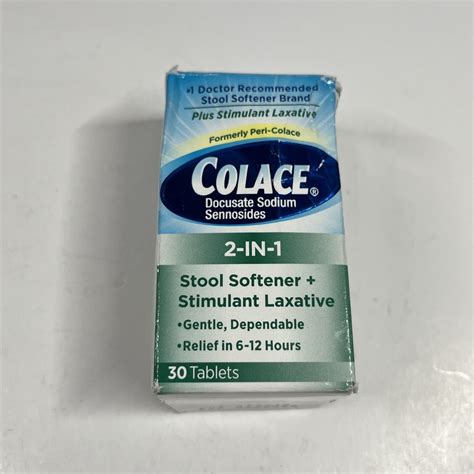 #1 Doctor Recommended
Stool Softener Brand
Plus Stimulant Laxative
Formerly Peri-Colace
COLACE®
Docusate Sodium
Sennosides
2-IN-1
Stool Softener +
Stimulant Laxative
•Gentle, Dependable
•Relief in 6-12 Hours
30 Tablets